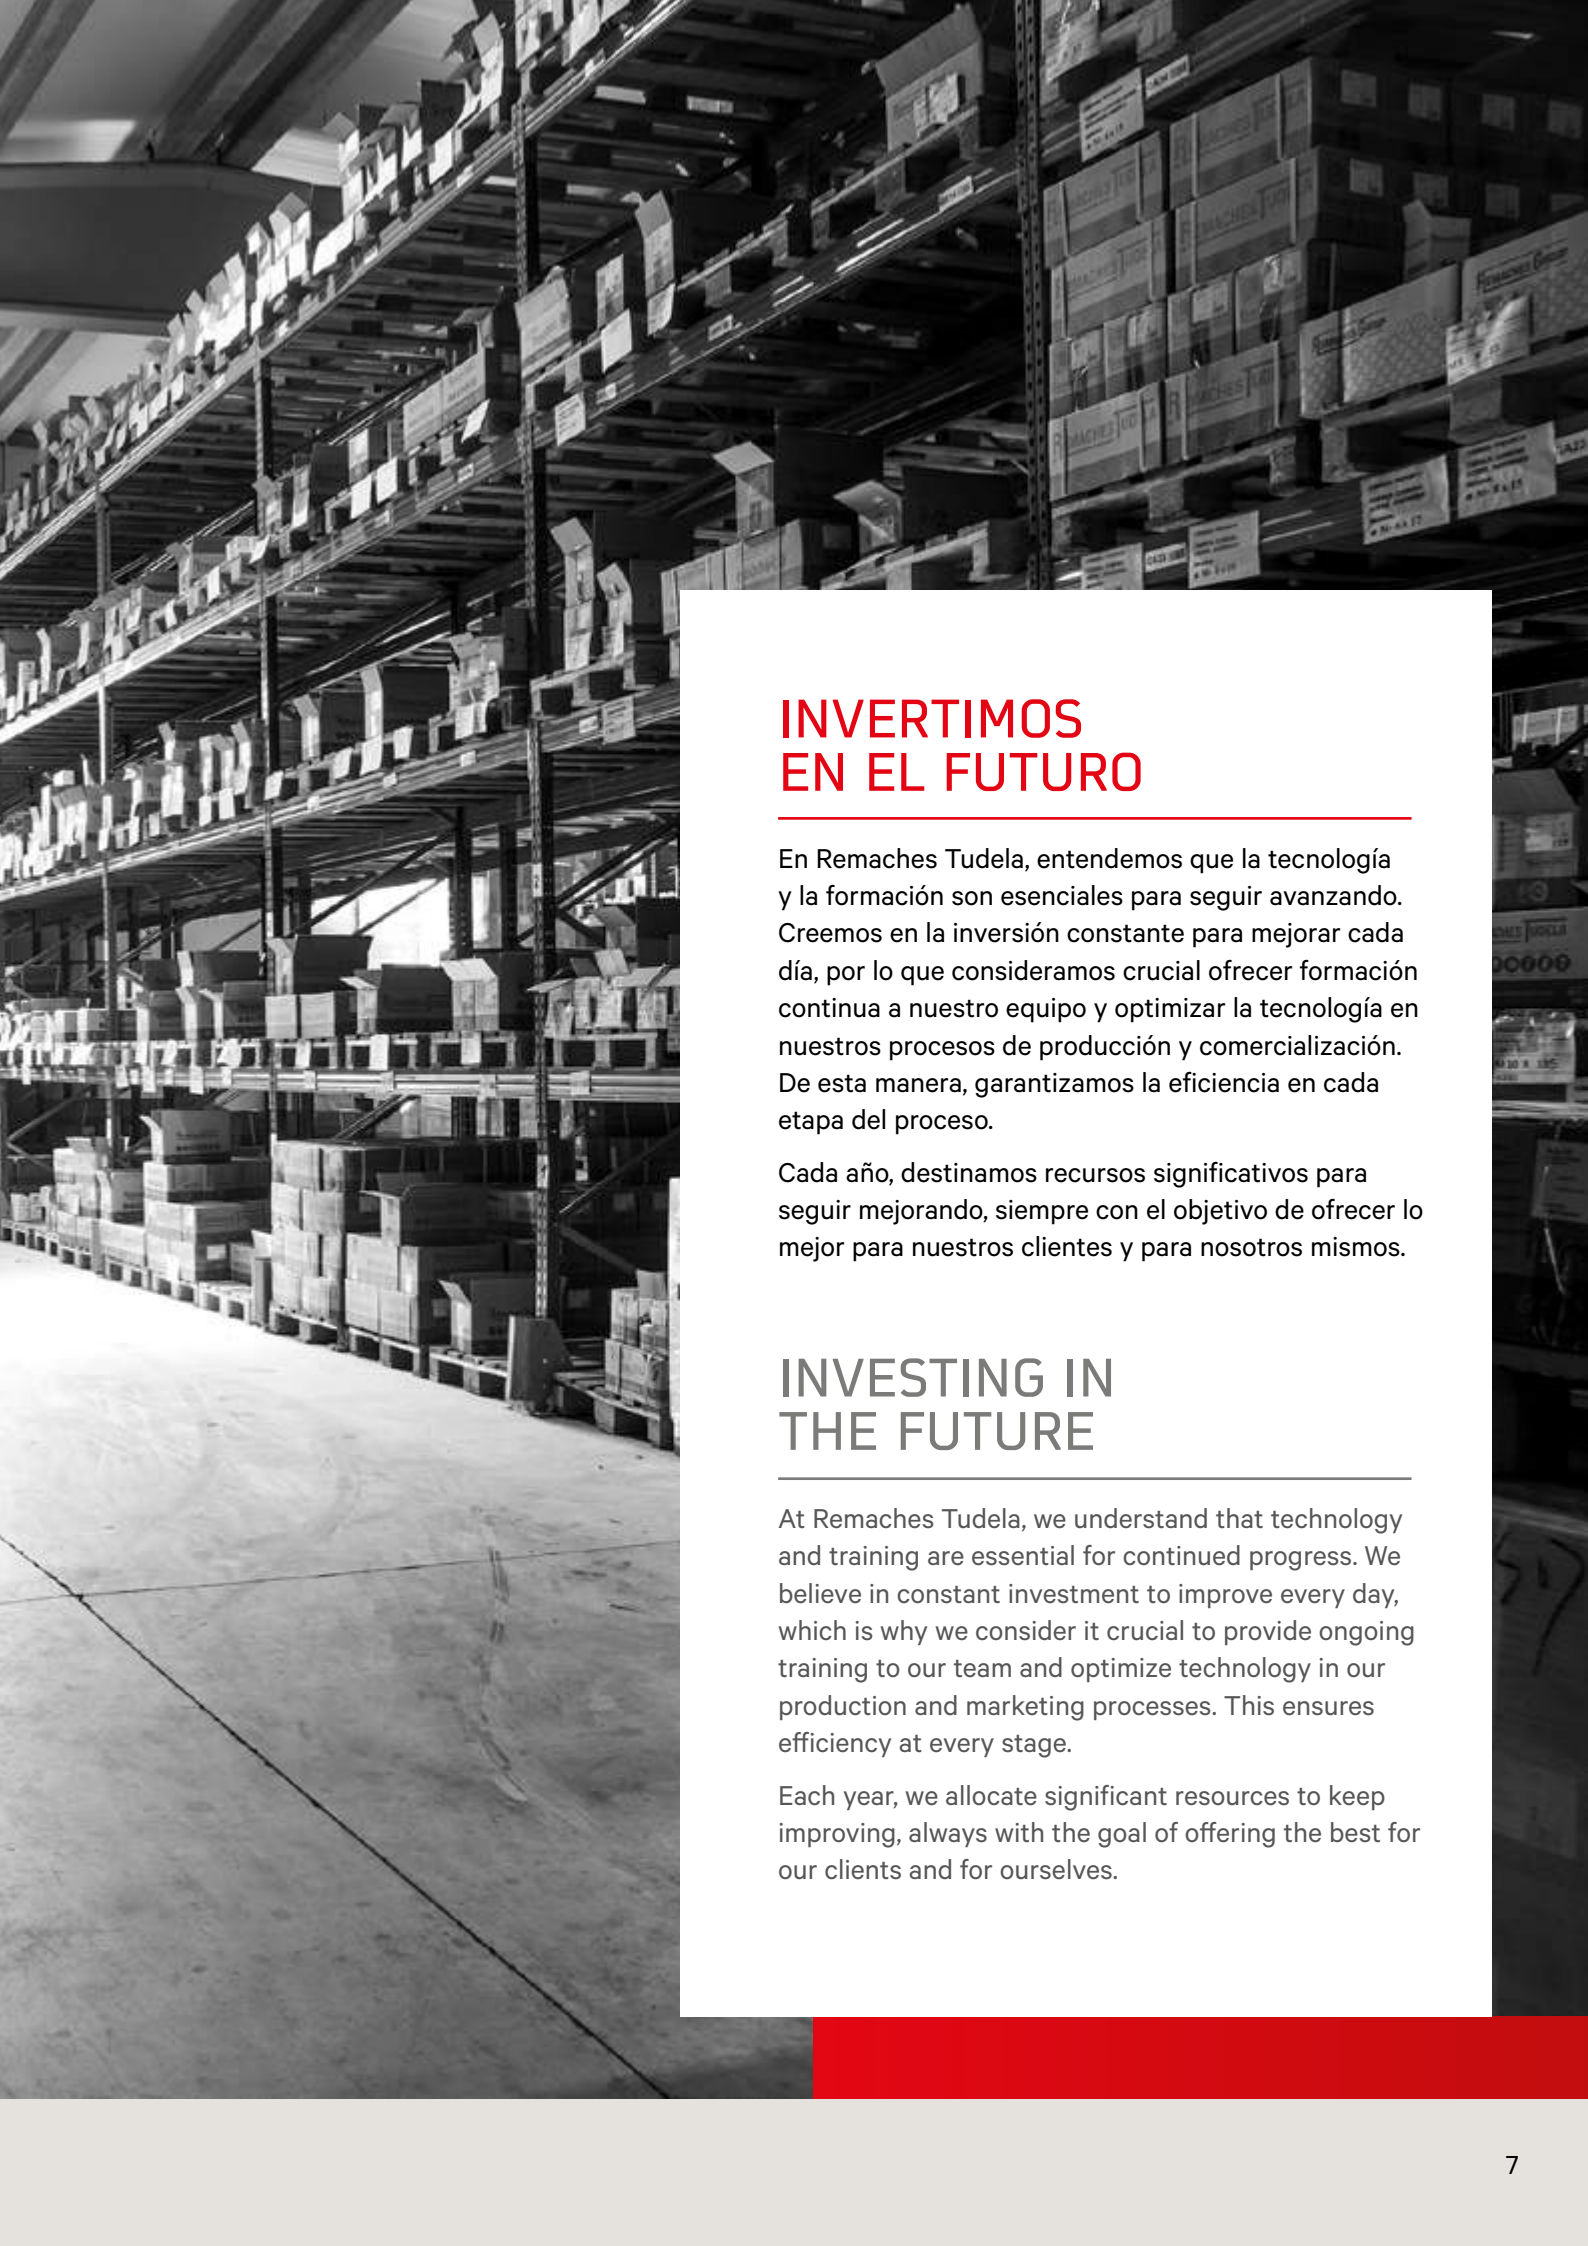 INVERTIMOS
EN EL FUTURO
En Remaches Tudela, entendemos que la tecnología
y la formación son esenciales para seguir avanzando.
Creemos en la inversión constante para mejorar cada
día, por lo que consideramos crucial ofrecer formación
continua a nuestro equipo y optimizar la tecnología en
nuestros procesos de producción y comercialización.
De esta manera, garantizamos la eficiencia en cada
etapa del proceso.
Cada año, destinamos recursos significativos para
seguir mejorando, siempre con el objetivo de ofrecer lo
mejor para nuestros clientes y para nosotros mismos.
INVESTING IN
THE FUTURE
At Remaches Tudela, we understand that technology
and training are essential for continued progress. We
believe in constant investment to improve every day,
which is why we consider it crucial to provide ongoing
training to our team and optimize technology in our
production and marketing processes. This ensures
efficiency at every stage.
Each year, we allocate significant resources to keep
improving, always with the goal of offering the best for
our clients and for ourselves.
7